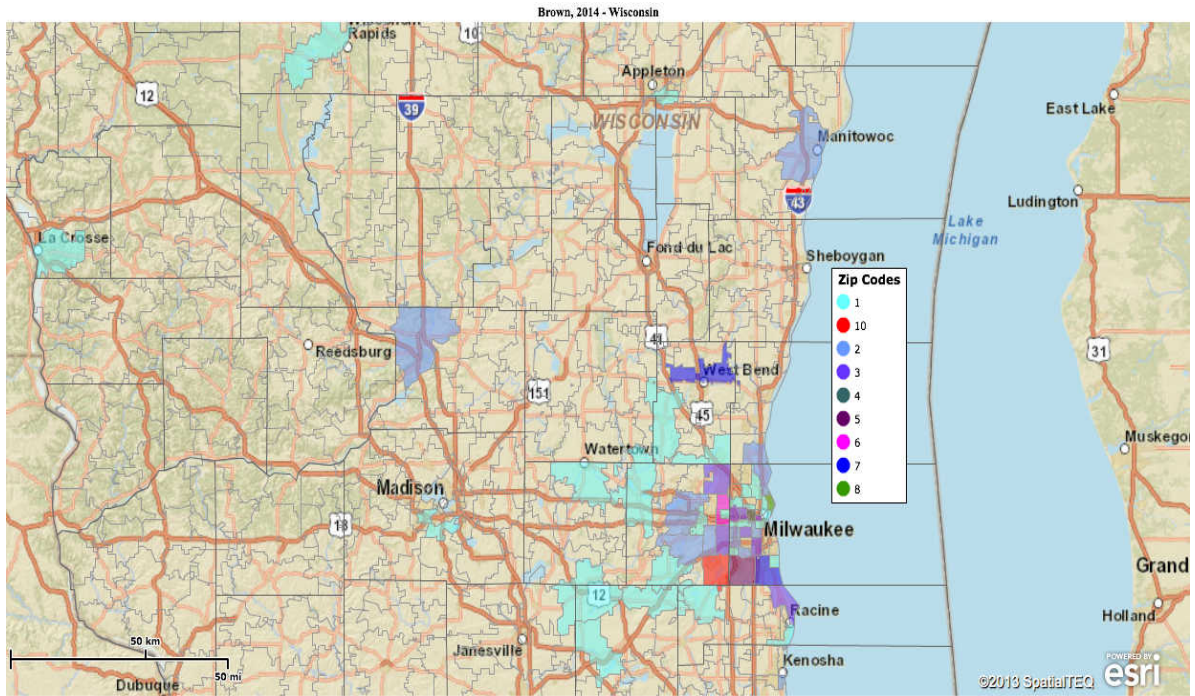 Brown, 2014 - Wisconsin
Rapids
10
Appleton
12
East Lake
39
WISCONSIN
Manitowoc
43
Ludington
La Crosse
Lake
Michigan
Fond du Lac
Sheboygan
Zip Codes
1
10
2
3
4
5
6
7
8
41
31
Reedsburg
West Bend
151
45
Muskegon
Watertown
Madison
18
Milwaukee
Grand
12
Holland
Racine
50 km
Janesville
50 mi
Kenosha
Dubuque
©2013 SpatialTEQ
POWERED BY
esri